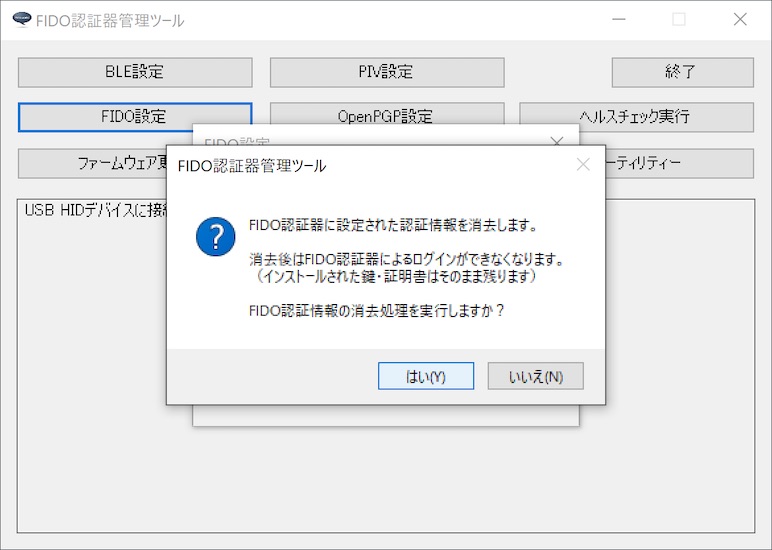 FIDO認証器管理ツール
BLE設定
PIV設定
終了
FIDO設定
OpenPGP設定
ヘルスチェック実行
FIDO設定
ファームウェア
ーティリティー
USB HIDデバイスに接
FIDO認証器管理ツール
FIDO認証器に設定された認証情報を消去します。
消去後はFIDO認証器によるログインができなくなります。
（インストールされた鍵・証明書はそのまま残ります）
FIDO認証情報の消去処理を実行しますか？
はい(Y)
いいえ(N)